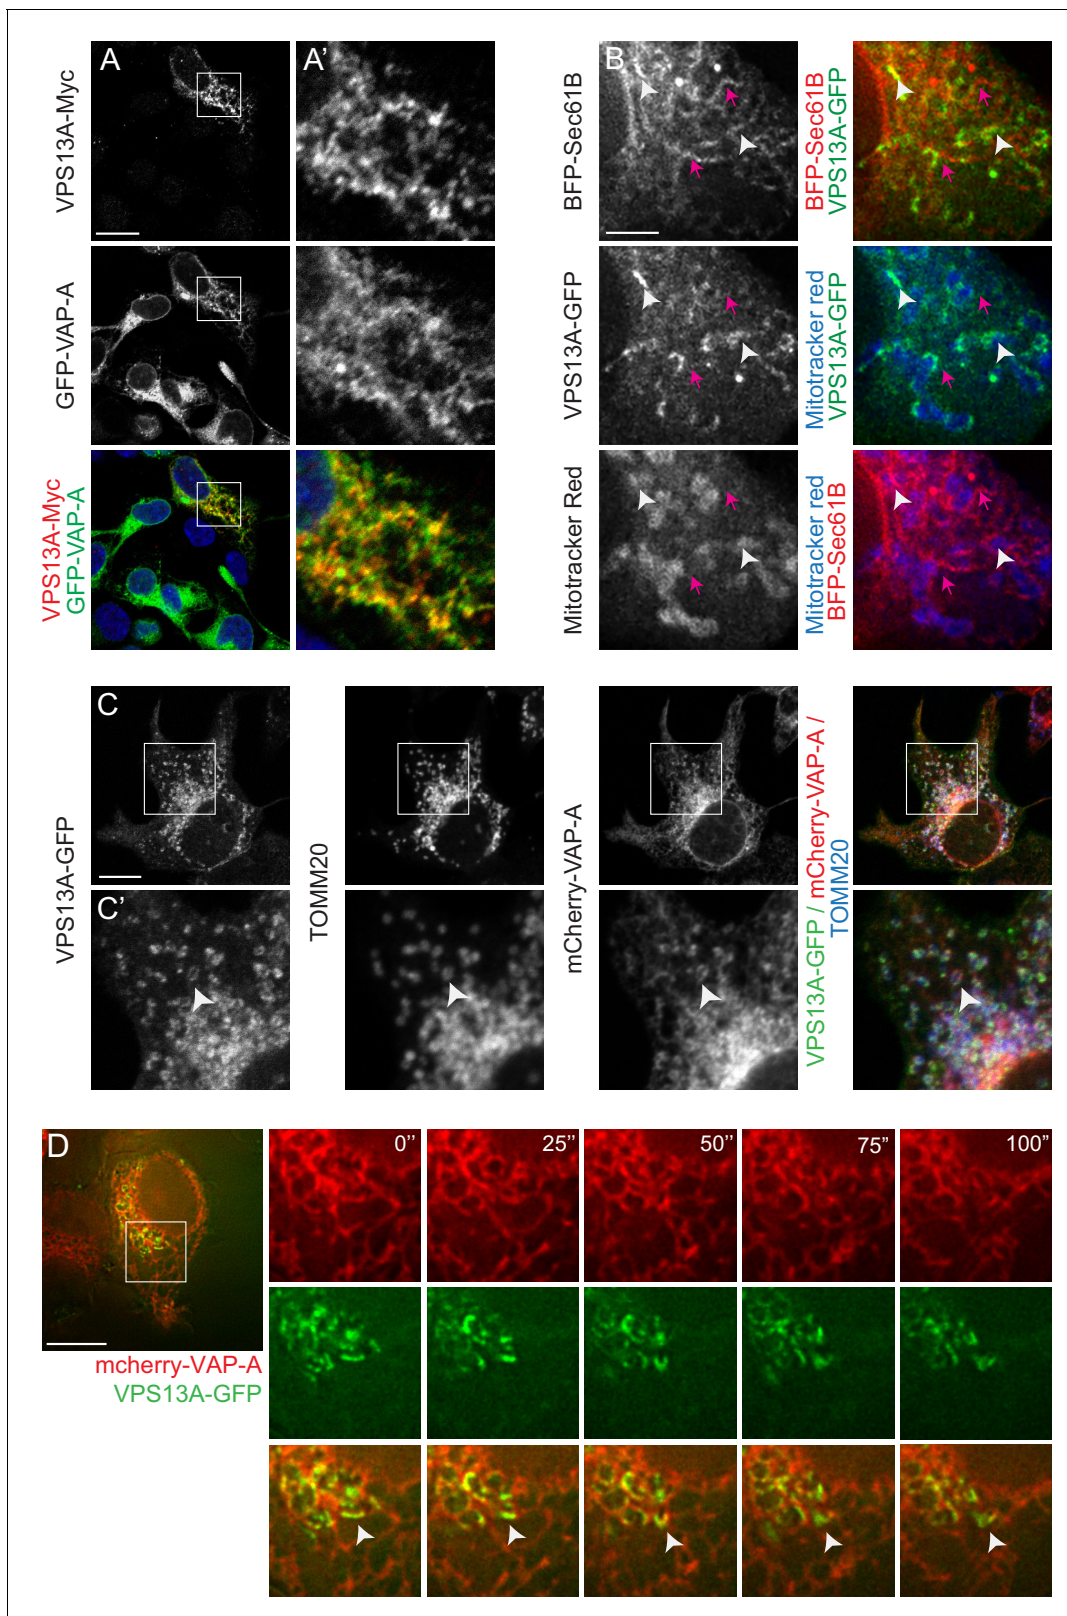 A
A’
VPS13A-Myc
GFP-VAP-A
VPS13A-Myc
GFP-VAP-A
B
BFP-Sec61B
VPS13A-GFP
Mitotracker Red
BFP-Sec61B
VPS13A-GFP
Mitotracker red
VPS13A-GFP
Mitotracker red
BFP-Sec61B
C
C’
VPS13A-GFP
TOMM20
mCherry-VAP-A
VPS13A-GFP / mCherry-VAP-A /
TOMM20
D
0’’
25’’
50’’
75”
100”
mcherry-VAP-A
VPS13A-GFP